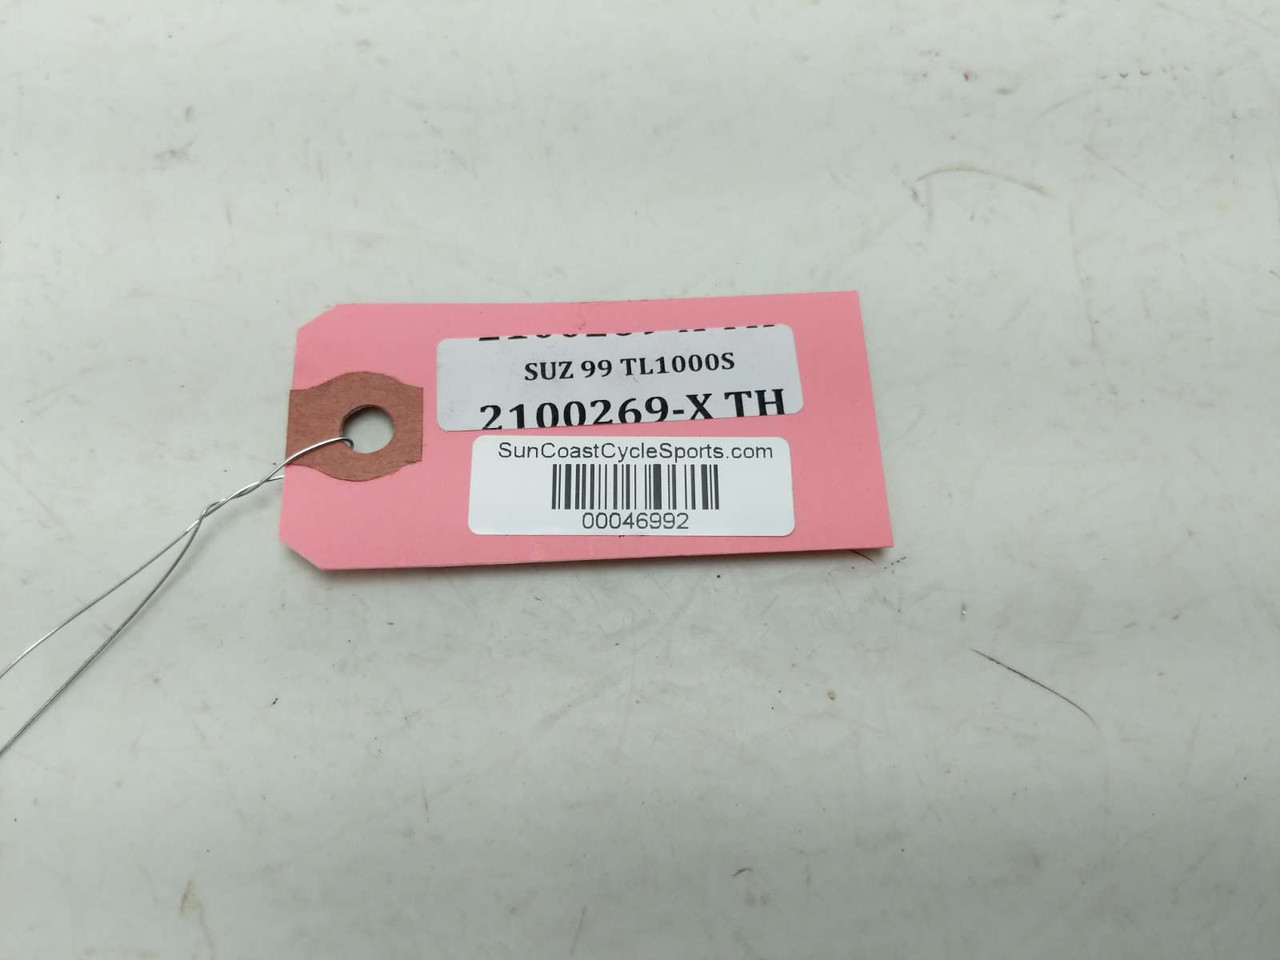 SUZ 99 TL1000S
2100269-X TH
SunCoastCycleSports.com
00046992